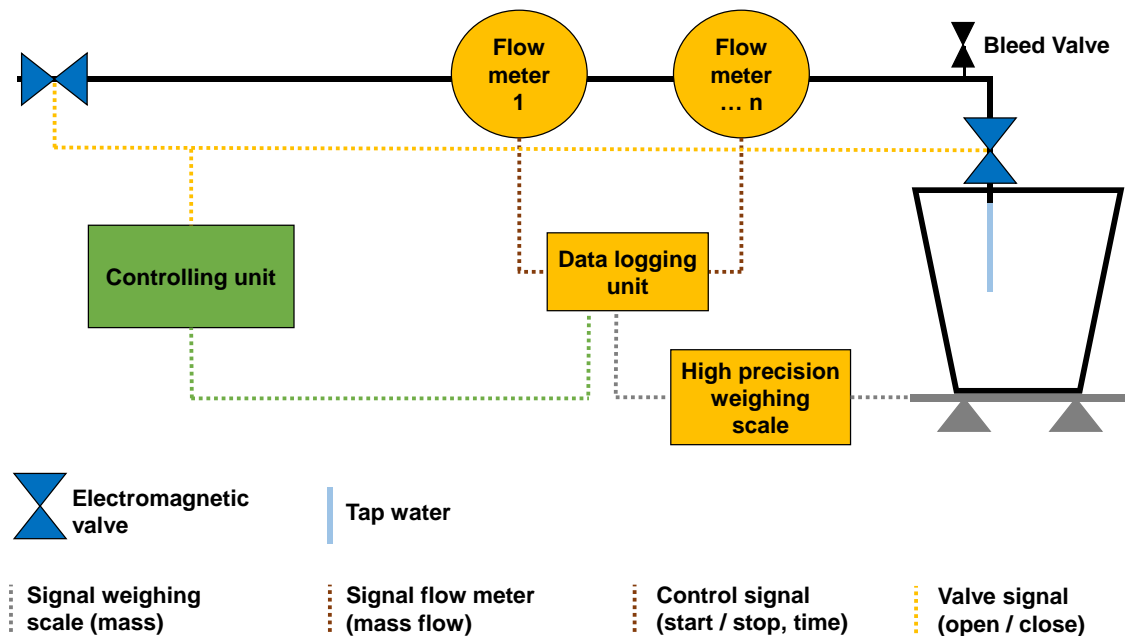 Flow
meter
1
Flow
meter
… n
Bleed Valve
Controlling unit
Data logging
unit
High precision
weighing
scale
Electromagnetic
valve
Tap water
Signal weighing
scale (mass)
Signal flow meter
(mass flow)
Control signal
(start / stop, time)
Valve signal
(open / close)